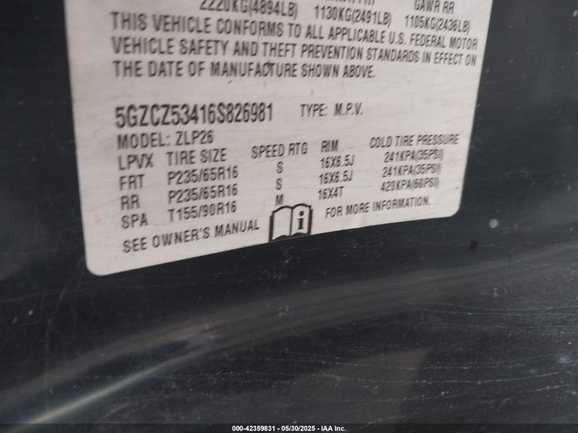 2220KG(4894LB) 1130KG(2491LB) GAWR RR 1105KG(2436LB)
THIS VEHICLE CONFORMS TO ALL APPLICABLE U.S. FEDERAL MOTOR
VEHICLE SAFETY AND THEFT PREVENTION STANDARDS IN EFFECT ON
THE DATE OF MANUFACTURE SHOWN ABOVE.
5GZCZ53416S826981 TYPE: M.P.V.
MODEL: ZLP26
LPVX TIRE SIZE SPEED RTG RIM COLD TIRE PRESSURE
FRT P235/65R16 S 16X6.5J 241KPA(35PSI)
RR P235/65R16 S 16X6.5J 241KPA(35PSI)
SPA T155/90R16 M 16X4T 420KPA(60PSI)
SEE OWNER'S MANUAL i FOR MORE INFORMATION.
000-42359831 - 05/30/2025 - IAA Inc.